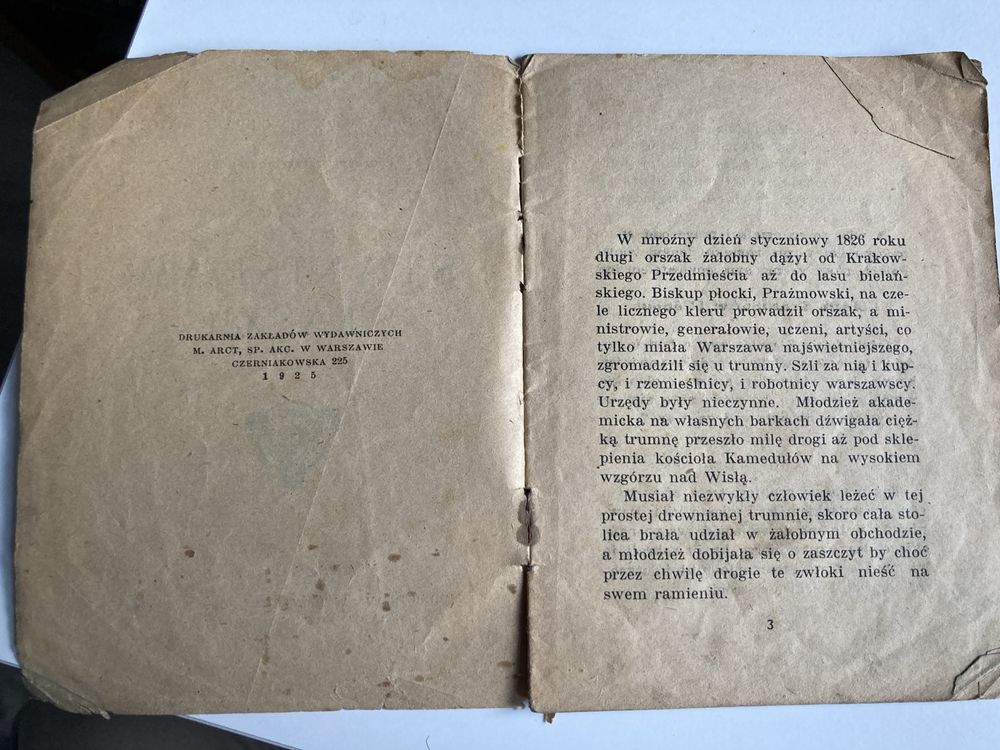 DRUKARNIA ZAKŁADÓW WYDAWNICZYCH
M. ARCT, SP. AKC. W WARSZAWIE
CZERNIAKOWSKA 225
1 9 2 5
W mroźny dzień styczniowy 1826 roku
długi orszak żałobny dążył od Krakow-
skiego Przedmieścia aż do lasu bielań-
skiego. Biskup płocki, Prażmowski, na cze-
le licznego kleru prowadził orszak, a mi-
nistrowie, generałowie, uczeni, artyści, co
tylko miała Warszawa najświetniejszego,
zgromadzili się u trumny. Szli za nią i kup-
cy, i rzemieślnicy, i robotnicy warszawscy.
Urzędy były nieczynne. Młodzież akade-
micka na własnych barkach dźwigała cięż-
ką trumnę przeszło milę drogi aż pod skle-
pienia kościoła Kamedułów na wysokiem
wzgórzu nad Wisłą.
Musiał niezwykły człowiek leżeć w tej
prostej drewnianej trumnie, skoro cała sto-
lica brała udział w żałobnym obchodzie,
a młodzież dobijała się o zaszczyt by choć
przez chwilę drogie te zwłoki nieść na
swem ramieniu.
3